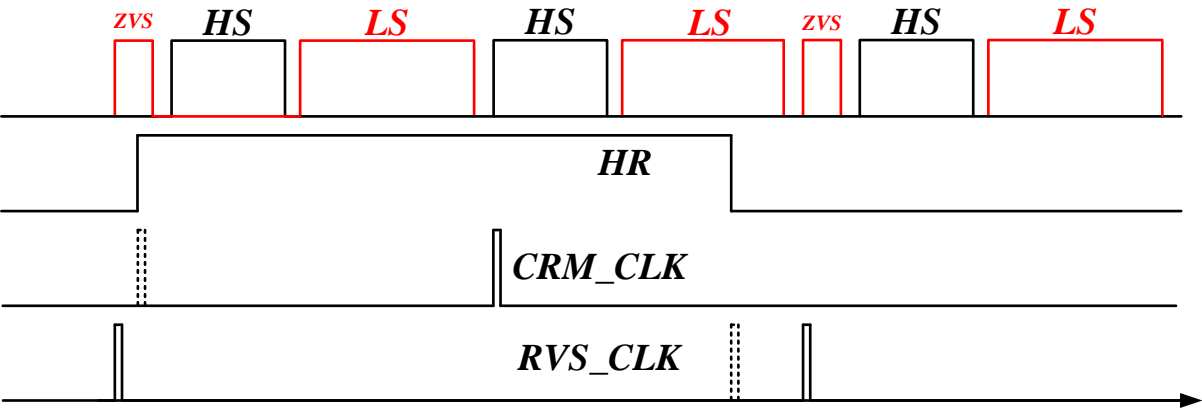 ZVS HS LS HS LS ZVS HS LS
HR
CRM_CLK
RVS_CLK